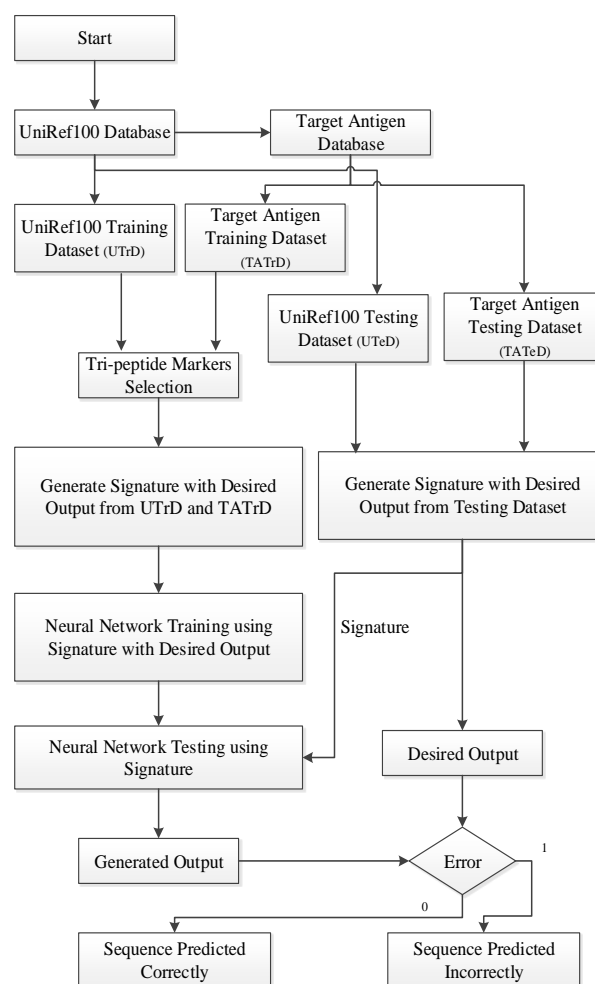 Start
UniRef100 Database
Target Antigen
Database
UniRef100 Training
Dataset (UTrD)
Target Antigen
Training Dataset
(TATrD)
UniRef100 Testing
Dataset (UTeD)
Target Antigen
Testing Dataset
(TATeD)
Tri-peptide Markers
Selection
Generate Signature with Desired
Output from UTrD and TATrD
Generate Signature with Desired
Output from Testing Dataset
Neural Network Training using
Signature with Desired Output
Signature
Neural Network Testing using
Signature
Desired Output
Generated Output
Error
1
0
Sequence Predicted
Correctly
Sequence Predicted
Incorrectly